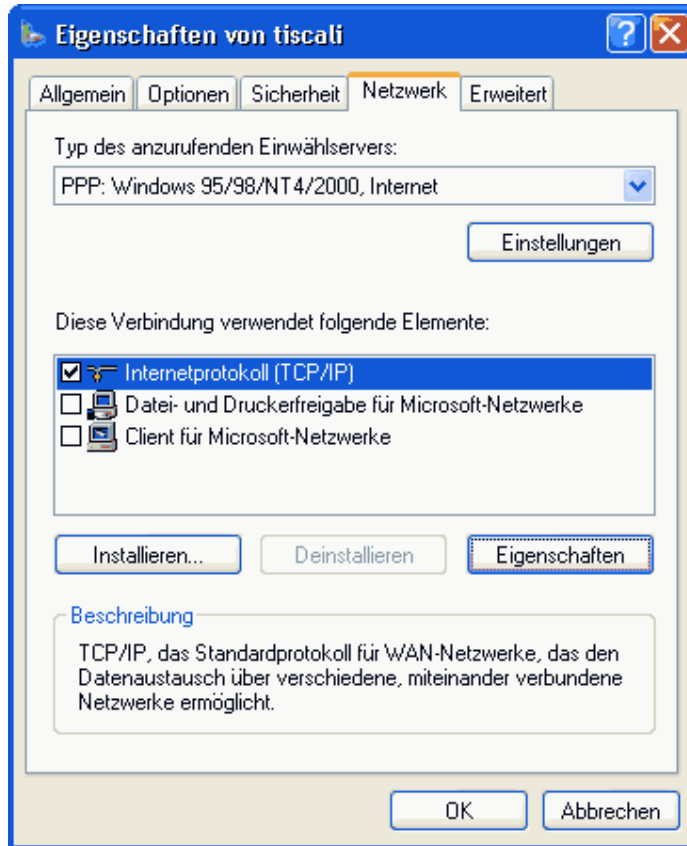 Eigenschaften von tiscali
Allgemein Optionen Sicherheit Netzwerk Erweitert
Typ des anzurufenden Einwählservers:
PPP: Windows 95/98/NT4/2000, Internet
Einstellungen
Diese Verbindung verwendet folgende Elemente:
Internetprotokoll (TCP/IP)
Datei- und Druckerfreigabe für Microsoft-Netzwerke
Client für Microsoft-Netzwerke
Installieren... Deinstallieren Eigenschaften
Beschreibung
TCP/IP, das Standardprotokoll für WAN-Netzwerke, das den
Datenaustausch über verschiedene, miteinander verbundene
Netzwerke ermöglicht.
OK Abbrechen